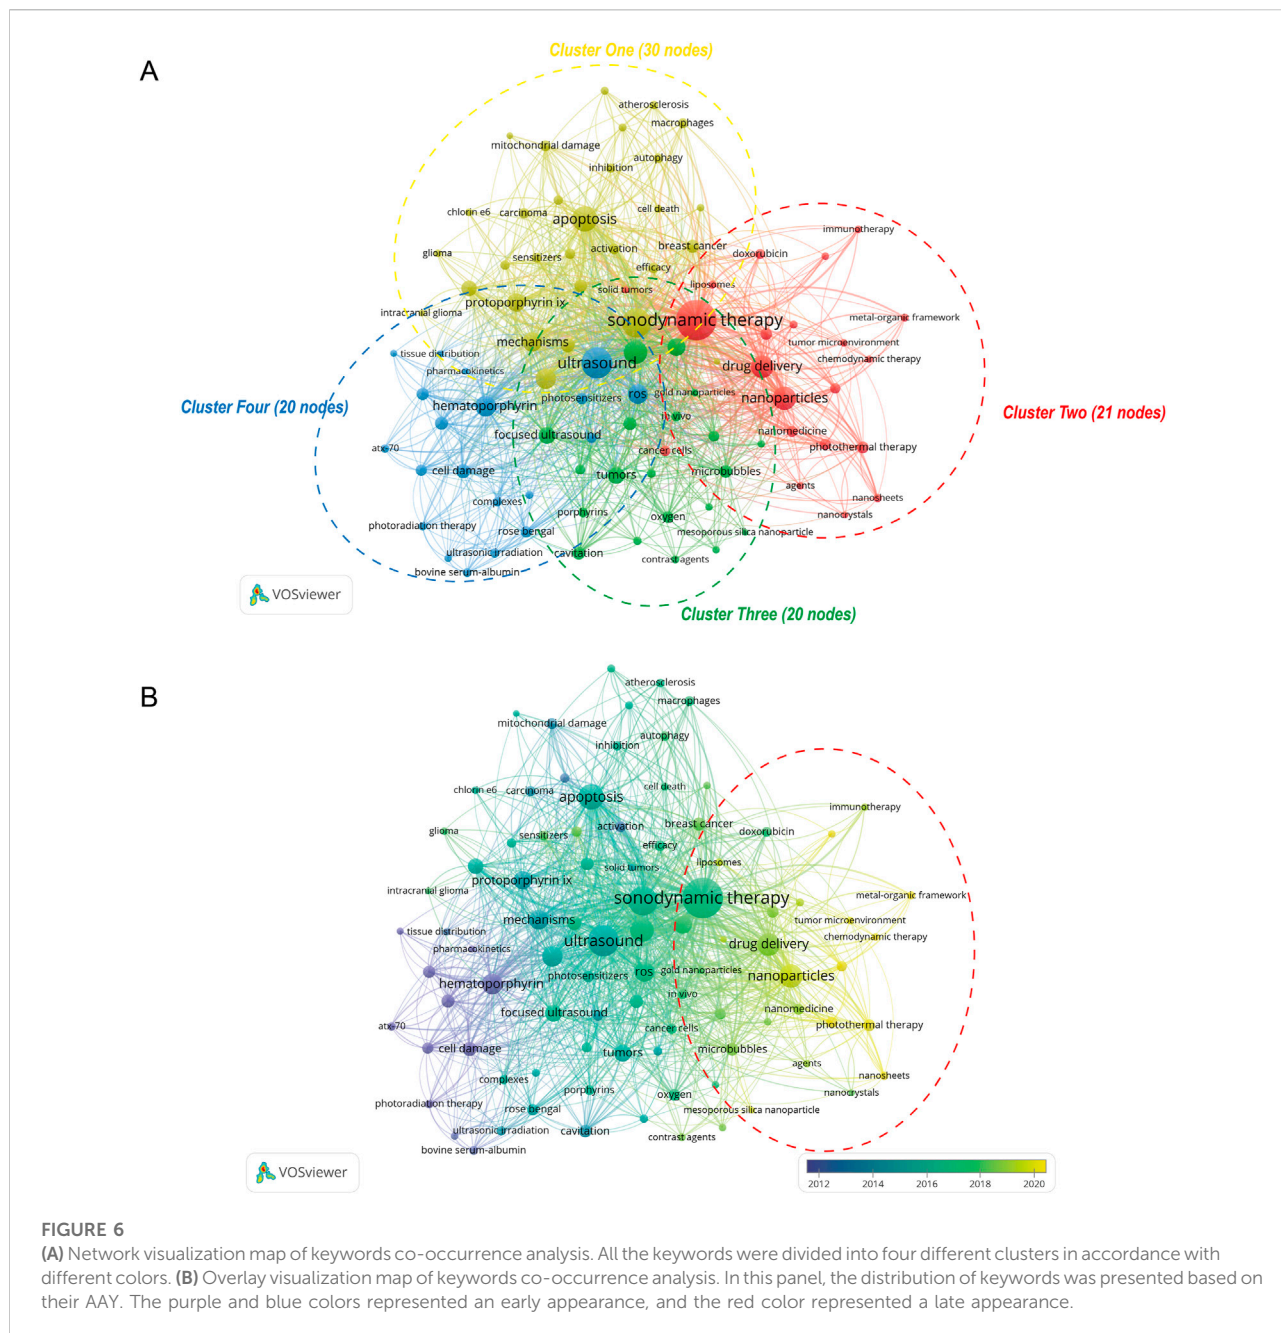 A
Cluster One (30 nodes)
atherosclerosis
macrophages
mitochondrial damage
autophagy
inhibition
chlorin e6
carcinoma
cell death
apoptosis
immunotherapy
glioma
sensitizers
activation
breast cancer
doxorubicin
efficacy
solid tumors
liposomes
protoporphyrin ix
intracranial glioma
sonodynamic therapy
metal-organic framework
mechanisms
tumor microenvironment
tissue distribution
ultrasound
chemodynamic therapy
pharmacokinetics
drug delivery
Cluster Four (20 nodes)
hematoporphyrin
photosensitizers
ros
gold nanoparticles
nanoparticles
Cluster Two (21 nodes)
in vivo
focused ultrasound
nanomedicine
atx-70
cancer cells
photothermal therapy
cell damage
tumors
microbubbles
agents
complexes
nanosheets
photoradiation therapy
rose bengal
porphyrins
oxygen
nanocrystals
mesoporous silica nanoparticle
ultrasonic irradiation
cavitation
contrast agents
bovine serum-albumin
VOSviewer
Cluster Three (20 nodes)
B
atherosclerosis
macrophages
mitochondrial damage
autophagy
inhibition
chlorin e6
carcinoma
cell death
apoptosis
immunotherapy
glioma
sensitizers
activation
breast cancer
doxorubicin
efficacy
solid tumors
liposomes
protoporphyrin ix
intracranial glioma
sonodynamic therapy
metal-organic framework
mechanisms
tumor microenvironment
tissue distribution
ultrasound
chemodynamic therapy
pharmacokinetics
drug delivery
hematoporphyrin
photosensitizers
ros
gold nanoparticles
nanoparticles
in vivo
focused ultrasound
nanomedicine
atx-70
cancer cells
photothermal therapy
cell damage
tumors
microbubbles
agents
complexes
nanosheets
photoradiation therapy
rose bengal
porphyrins
oxygen
nanocrystals
mesoporous silica nanoparticle
ultrasonic irradiation
cavitation
contrast agents
bovine serum-albumin
VOSviewer
2012 2014 2016 2018 2020
FIGURE 6
(A) Network visualization map of keywords co-occurrence analysis. All the keywords were divided into four different clusters in accordance with
different colors. (B) Overlay visualization map of keywords co-occurrence analysis. In this panel, the distribution of keywords was presented based on
their AAY. The purple and blue colors represented an early appearance, and the red color represented a late appearance.